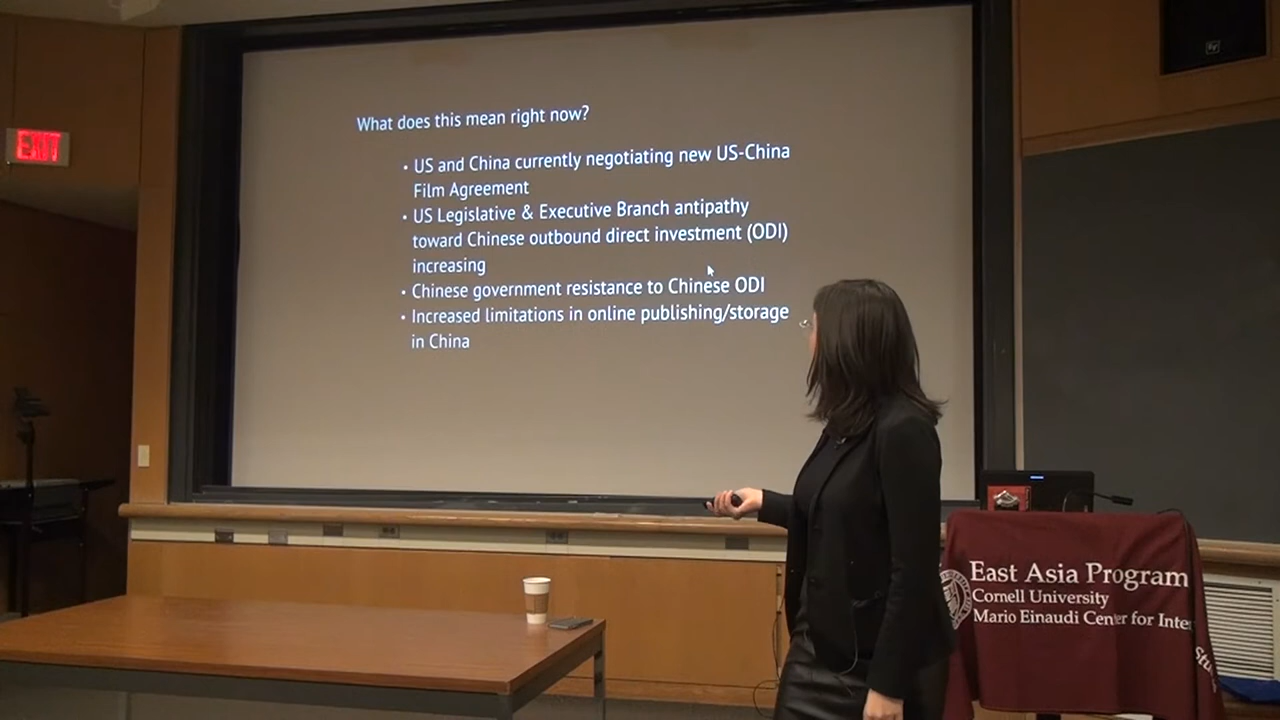 EXIT
What does this mean right now?
• US and China currently negotiating new US-China
Film Agreement
• US Legislative & Executive Branch antipathy
toward Chinese outbound direct investment (ODI)
increasing
• Chinese government resistance to Chinese ODI
• Increased limitations in online publishing/storage
in China
East Asia Program
Cornell University
Mario Einaudi Center for Inter
Stu